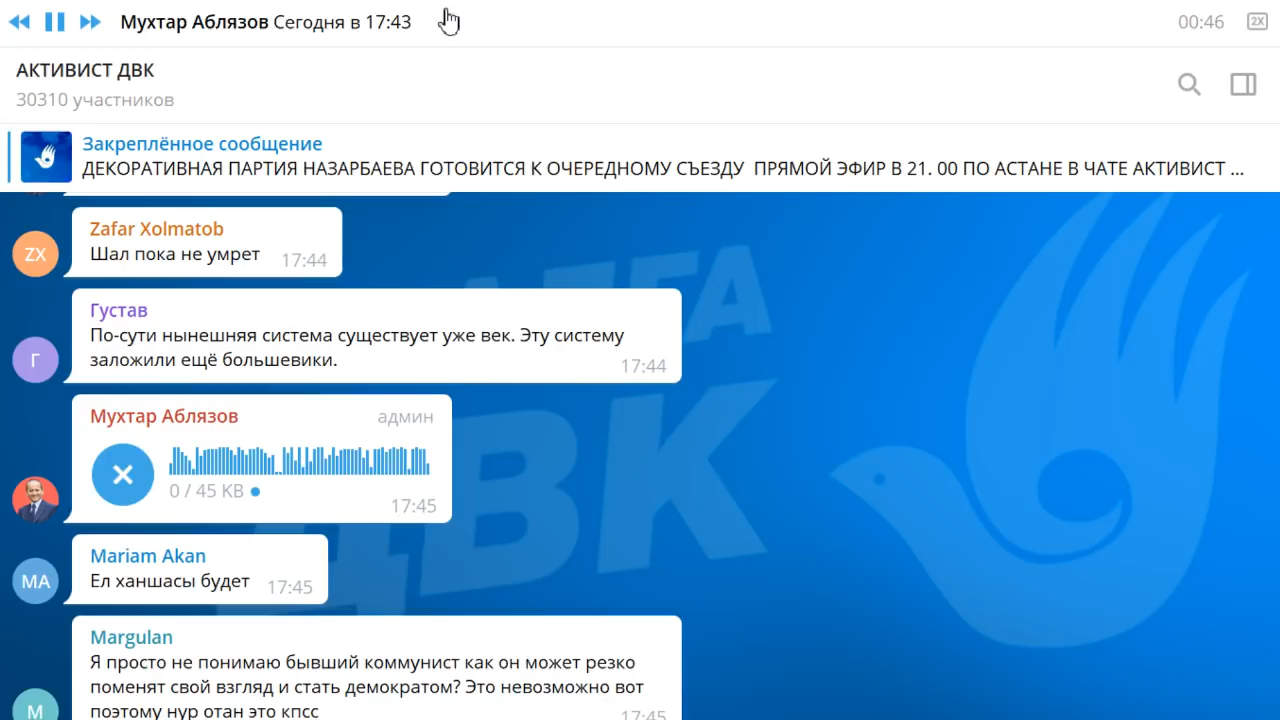 Мухтар Аблязов Сегодня в 17:43
00:46
2X
АКТИВИСТ ДВК
30310 участников
Закреплённое сообщение
ДЕКОРАТИВНАЯ ПАРТИЯ НАЗАРБАЕВА ГОТОВИТСЯ К ОЧЕРЕДНОМУ СЪЕЗДУ ПРЯМОЙ ЭФИР В 21. 00 ПО АСТАНЕ В ЧАТЕ АКТИВИСТ ...
ZX
Zafar Xolmatob
Шал пока не умрет
17:44
Г
Густав
По-сути нынешняя система существует уже век. Эту систему
заложили ещё большевики.
17:44
Мухтар Аблязов
админ
0 / 45 KB
17:45
MA
Mariam Akan
Ел ханшасы будет
17:45
M
Margulan
Я просто не понимаю бывший коммунист как он может резко
поменят свой взгляд и стать демократом? Это невозможно вот
поэтому нур отан это кпсс
17:45
ДВК